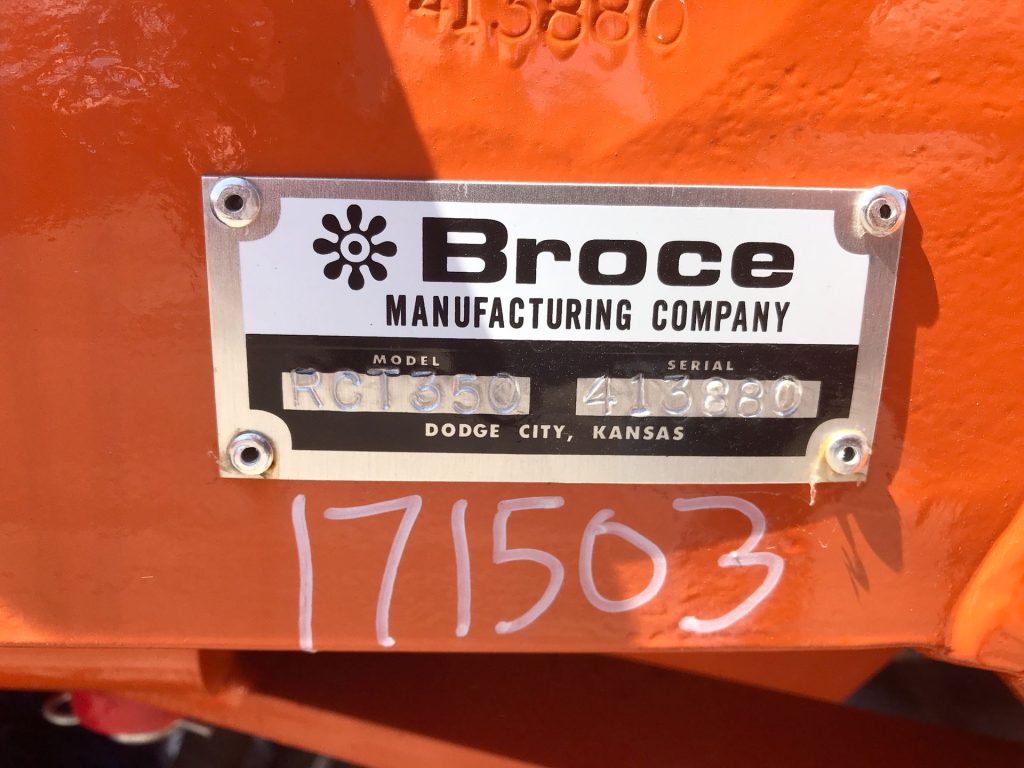 413880
Broce
MANUFACTURING COMPANY
MODEL SERIAL
RCT350 413880
DODGE CITY, KANSAS
171503